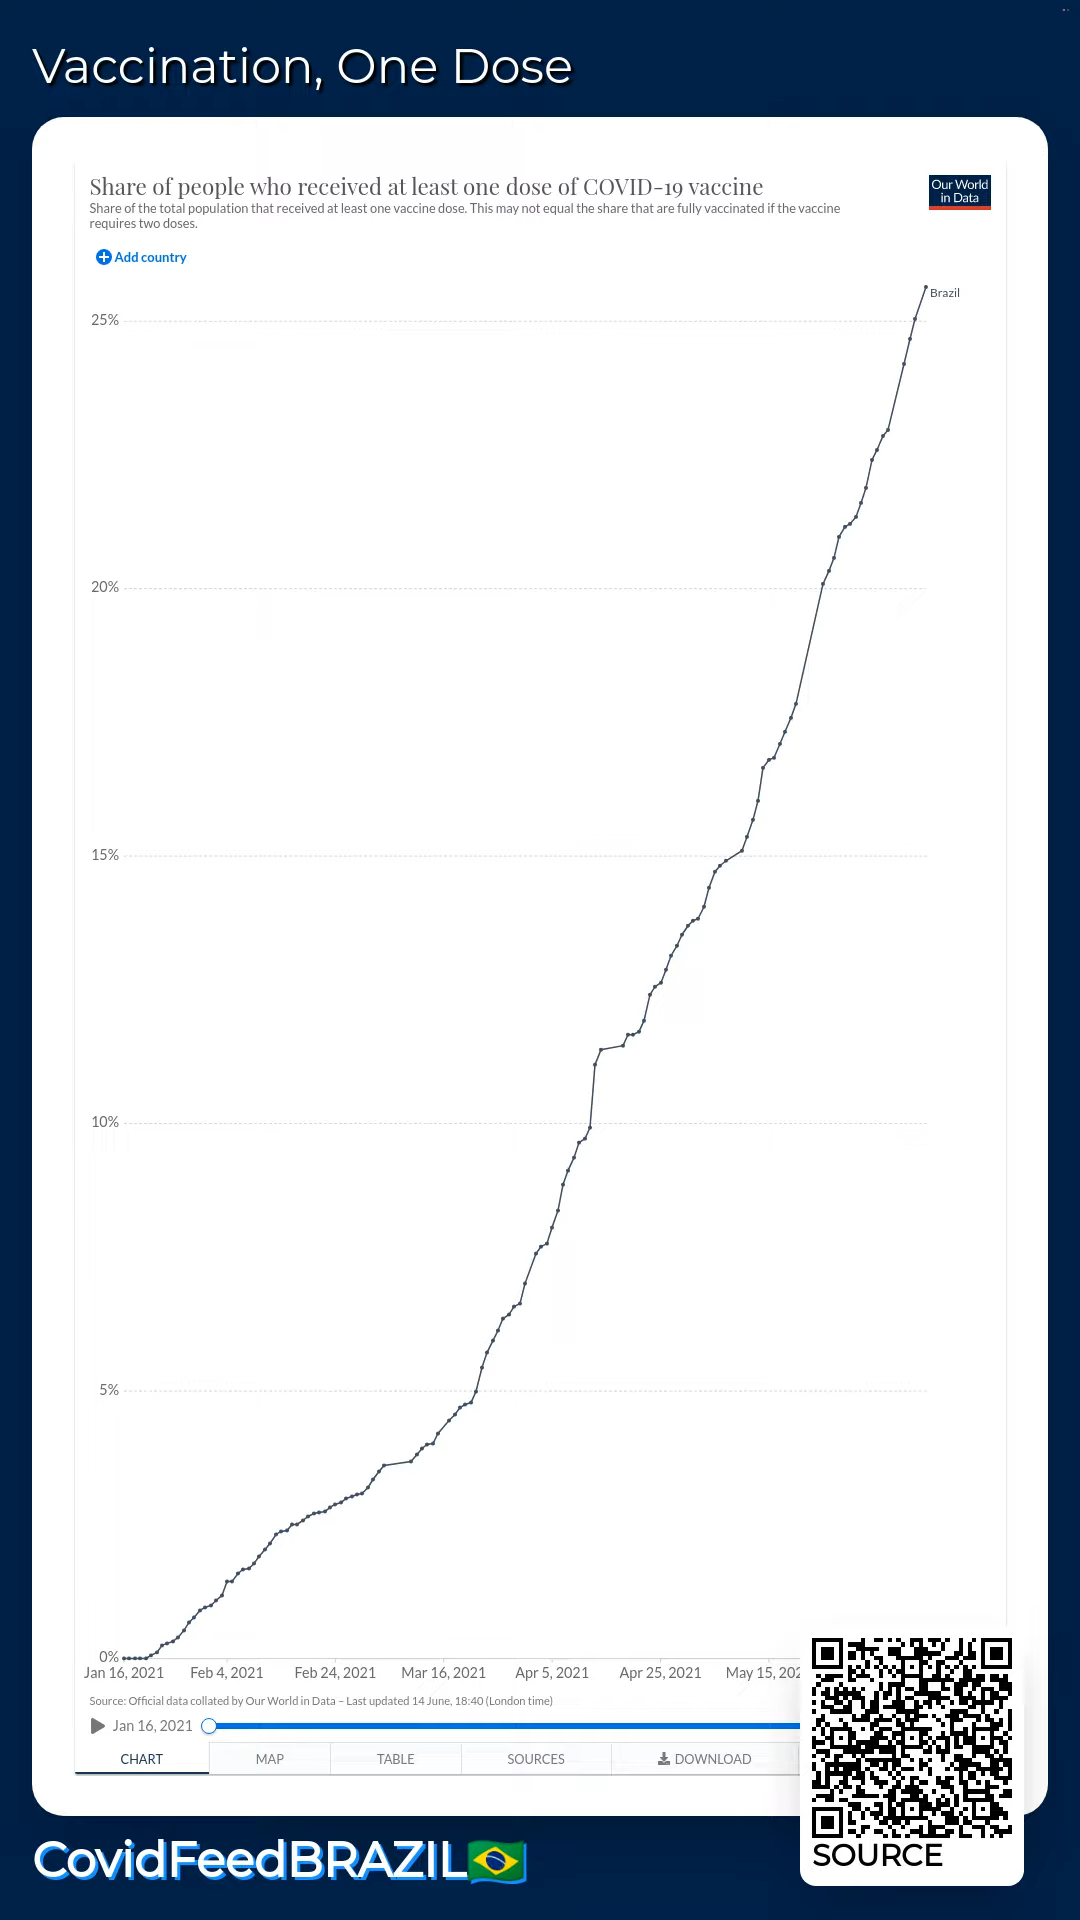 Vaccination, One Dose
Share of people who received at least one dose of COVID-19 vaccine
Our World
in Data
Share of the total population that received at least one vaccine dose. This may not equal the share that are fully vaccinated if the vaccine
requires two doses.
Add country
Brazil
25%
20%
15%
10%
5%
0%
Jan 16, 2021 Feb 4, 2021 Feb 24, 2021 Mar 16, 2021 Apr 5, 2021 Apr 25, 2021 May 15, 202
Source: Official data collated by Our World in Data – Last updated 14 June, 18:40 (London time)
Jan 16, 2021
CHART MAP TABLE SOURCES DOWNLOAD
CovidFeedBRAZIL
SOURCE